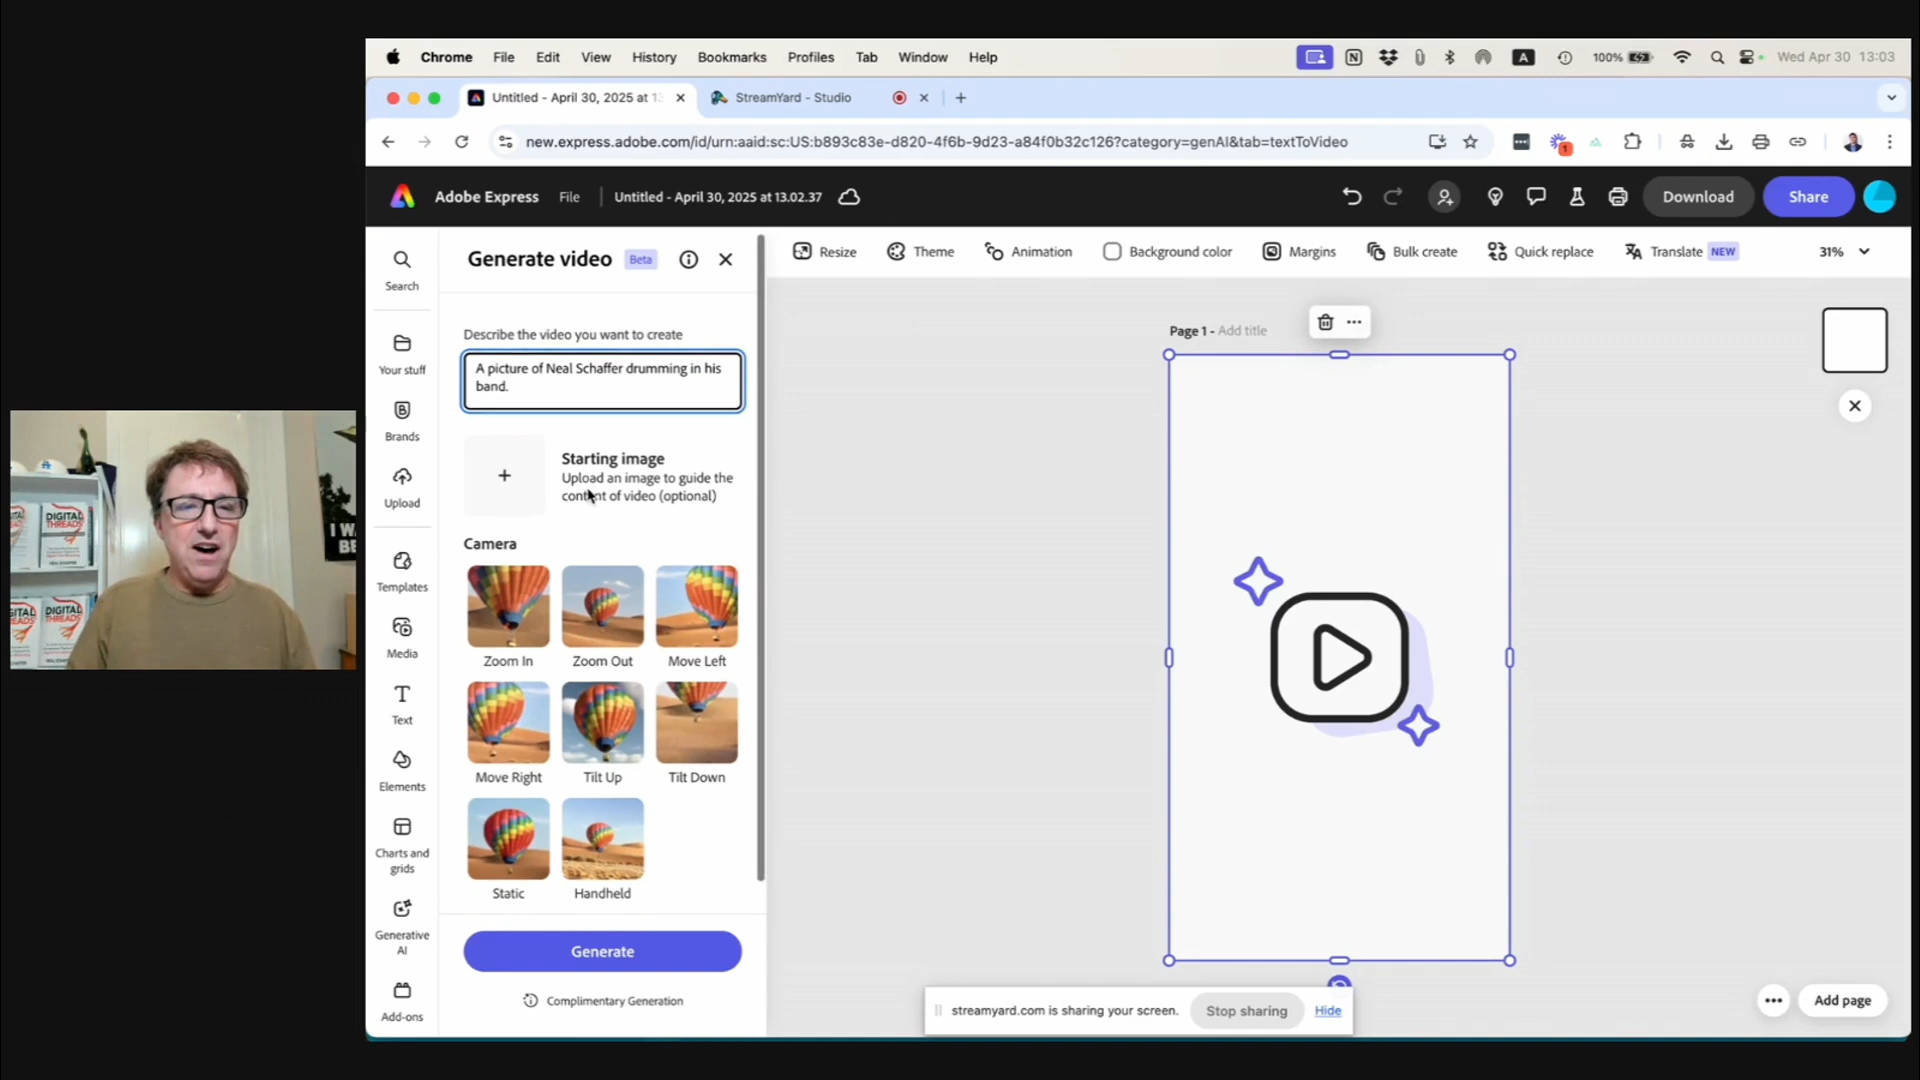 Chrome File Edit View History Bookmarks Profiles Tab Window Help
A 100% Wed Apr 30 13:03
Untitled - April 30, 2025 at 13 StreamYard - Studio
new.express.adobe.com/id/urn:aaid:sc:US:b893c83e-d820-4f6b-9d23-a84f0b32c126?category=genAI&tab=textToVideo
1
Adobe Express File Untitled - April 30, 2025 at 13.02.37 Download Share
Resize Theme Animation Background color Margins Bulk create Quick replace Translate NEW 31%
Search
Your stuff
Brands
Upload
Templates
Media
Text
Elements
Charts and
grids
Generative
AI
Add-ons
Generate video Beta
Describe the video you want to create
A picture of Neal Schaffer drumming in his
band.
Starting image
Upload an image to guide the
content of video (optional)
Camera
Zoom In Zoom Out Move Left
Move Right Tilt Up Tilt Down
Static Handheld
Generate
Complimentary Generation
Page 1 - Add title
streamyard.com is sharing your screen. Stop sharing Hide
Add page
DIGITAL
THREADS
DIGITAL
THREADS
I WA
BE